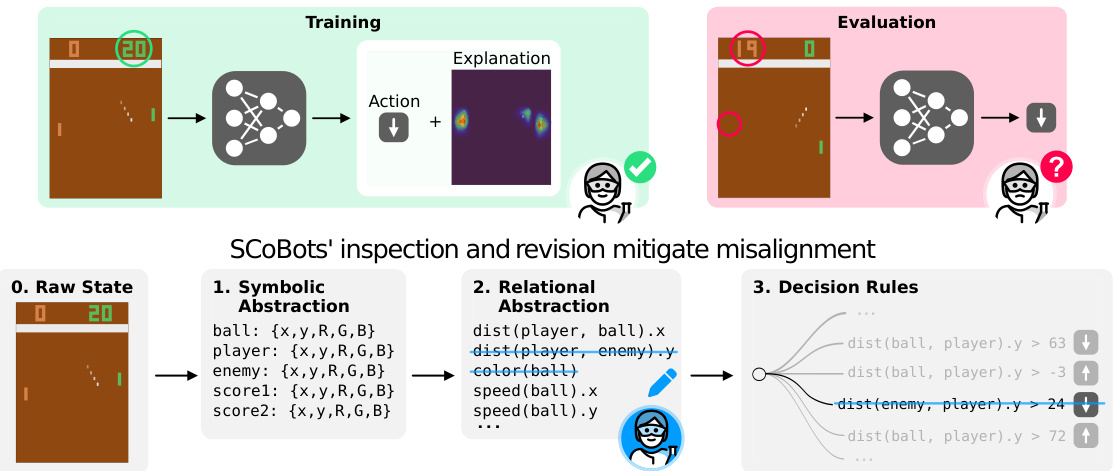 Training
Evaluation
0 20
Explanation
Action
+
19 0
?
SCoBots' inspection and revision mitigate misalignment
0. Raw State
0 20
1. Symbolic
Abstraction
ball: {x,y,R,G,B}
player: {x,y,R,G,B}
enemy: {x,y,R,G,B}
score1: {x,y,R,G,B}
score2: {x,y,R,G,B}
2. Relational
Abstraction
dist(player, ball).x
dist(player, enemy).y
color(ball)
speed(ball).x
speed(ball).y
...
3. Decision Rules
...
dist(ball, player).y > 63
dist(ball, player).y > -3
dist(enemy, player).y > 24
dist(ball, player).y > 72
...